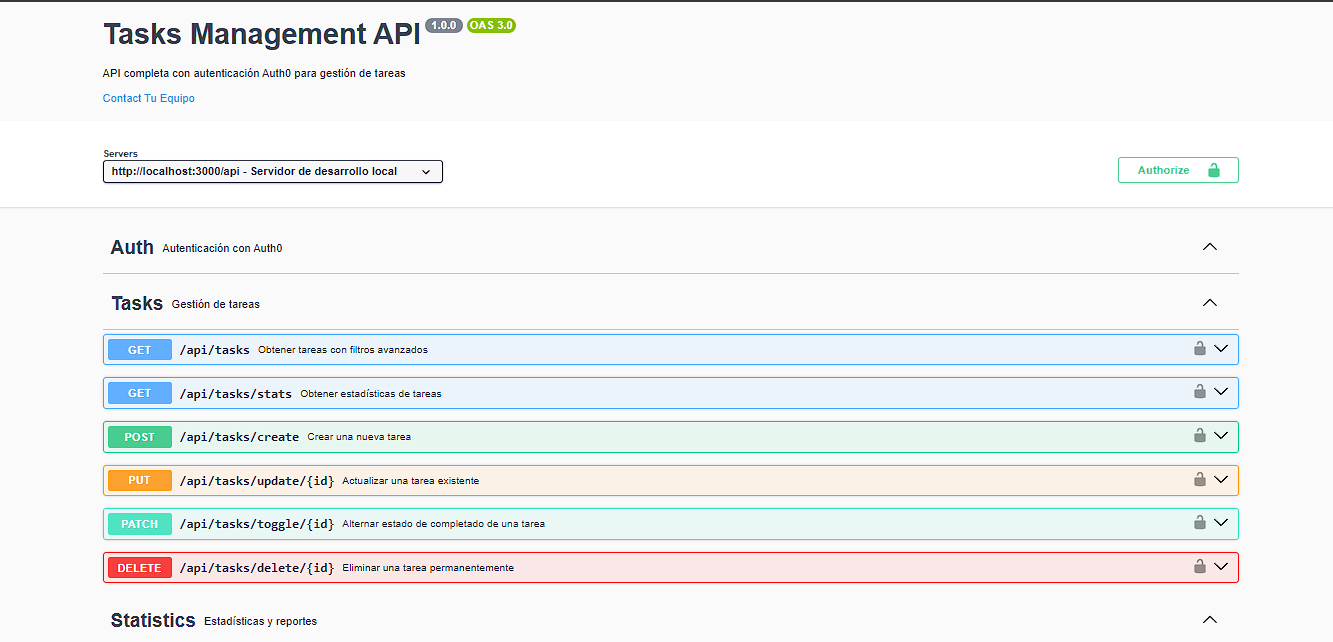 Tasks Management API 1.0.0 OAS 3.0
API completa con autenticación Auth0 para gestión de tareas
Contact Tu Equipo
Servers
http://localhost:3000/api - Servidor de desarrollo local
Authorize
Auth Autenticación con Auth0
Tasks Gestión de tareas
GET /api/tasks Obtener tareas con filtros avanzados
GET /api/tasks/stats Obtener estadísticas de tareas
POST /api/tasks/create Crear una nueva tarea
PUT /api/tasks/update/{id} Actualizar una tarea existente
PATCH /api/tasks/toggle/{id} Alternar estado de completado de una tarea
DELETE /api/tasks/delete/{id} Eliminar una tarea permanentemente
Statistics Estadísticas y reportes